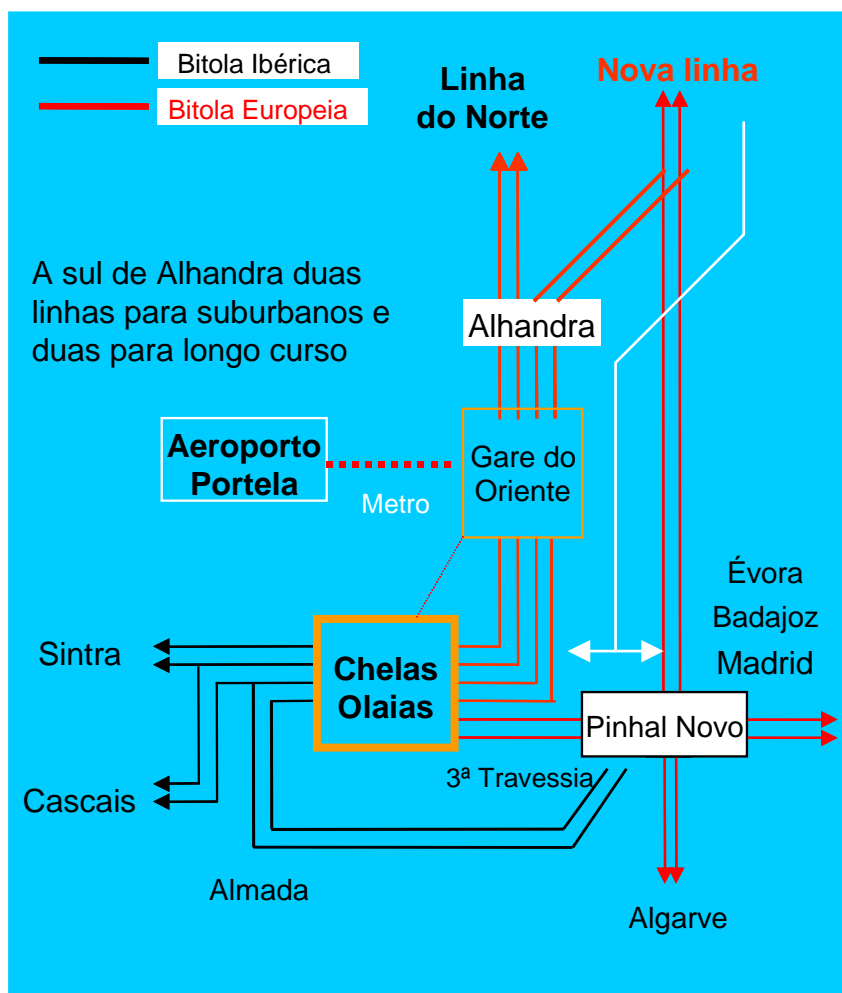 Bitola Ibérica
Bitola Europeia
Linha
do Norte
Nova linha
A sul de Alhandra duas
linhas para suburbanos e
duas para longo curso
Alhandra
Aeroporto
Portela
Metro
Gare do
Oriente
Évora
Badajoz
Madrid
Sintra
Chelas
Olaias
Pinhal Novo
3ª Travessia
Cascais
Almada
Algarve